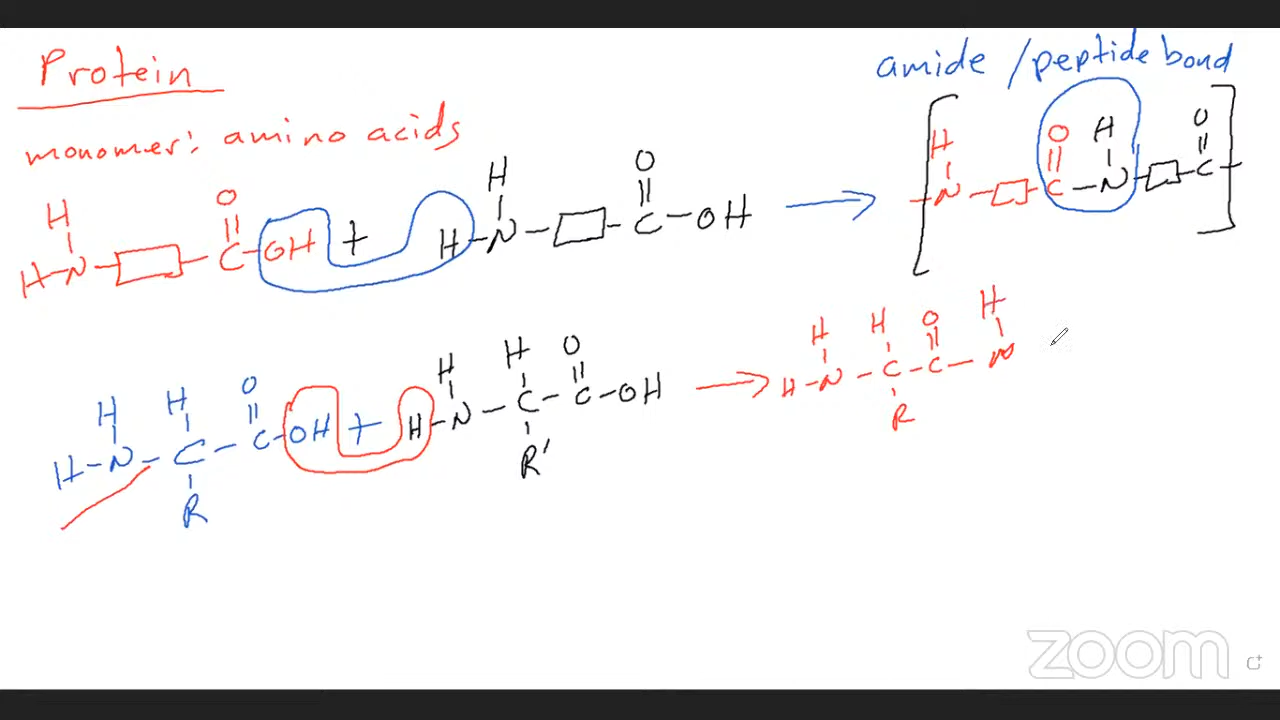 Protein
monomer: amino acids
amide / peptide bond
H O H O
H-N-□-C-OH + H-N-□-C-OH → [-N-□-C-N-□-C-]
H O H O
H H O H H O H H O H
H-N-C-C-OH + H-N-C-C-OH → H-N-C-C-N
R R' R
zoom